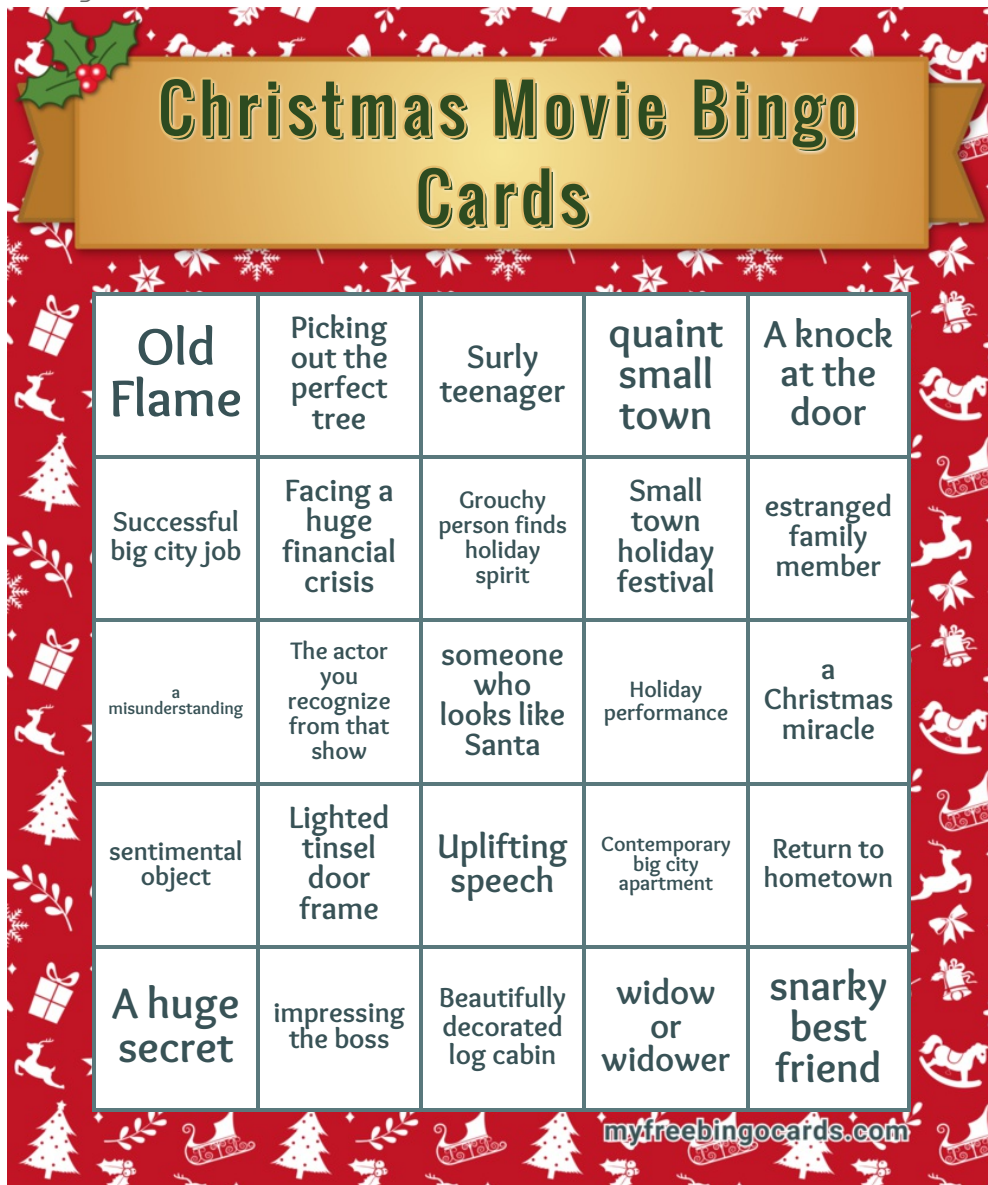 Christmas Movie Bingo
Cards
Old
Flame
Picking
out the
perfect
tree
Surly
teenager
quaint
small
town
A knock
at the
door
Successful
big city job
Facing a
huge
financial
crisis
Grouchy
person finds
holiday
spirit
Small
town
holiday
festival
estranged
family
member
a
misunderstanding
The actor
you
recognize
from that
show
someone
who
looks like
Santa
Holiday
performance
a
Christmas
miracle
sentimental
object
Lighted
tinsel
door
frame
Uplifting
speech
Contemporary
big city
apartment
Return to
hometown
A huge
secret
impressing
the boss
Beautifully
decorated
log cabin
widow
or
widower
snarky
best
friend
myfreebingocards.com